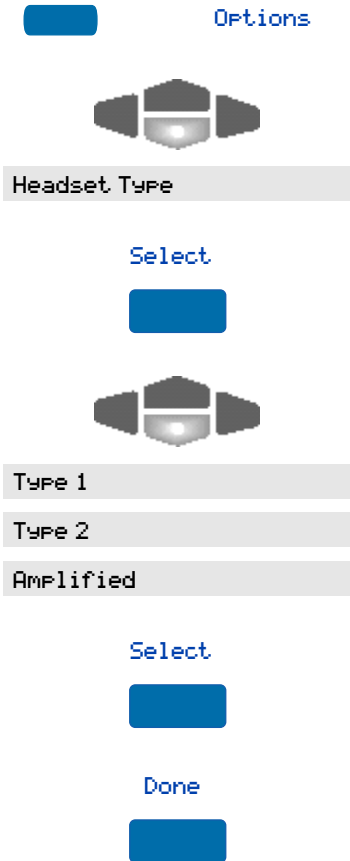 Options
Headset Type
Select
Type 1
Type 2
Amplified
Select
Done